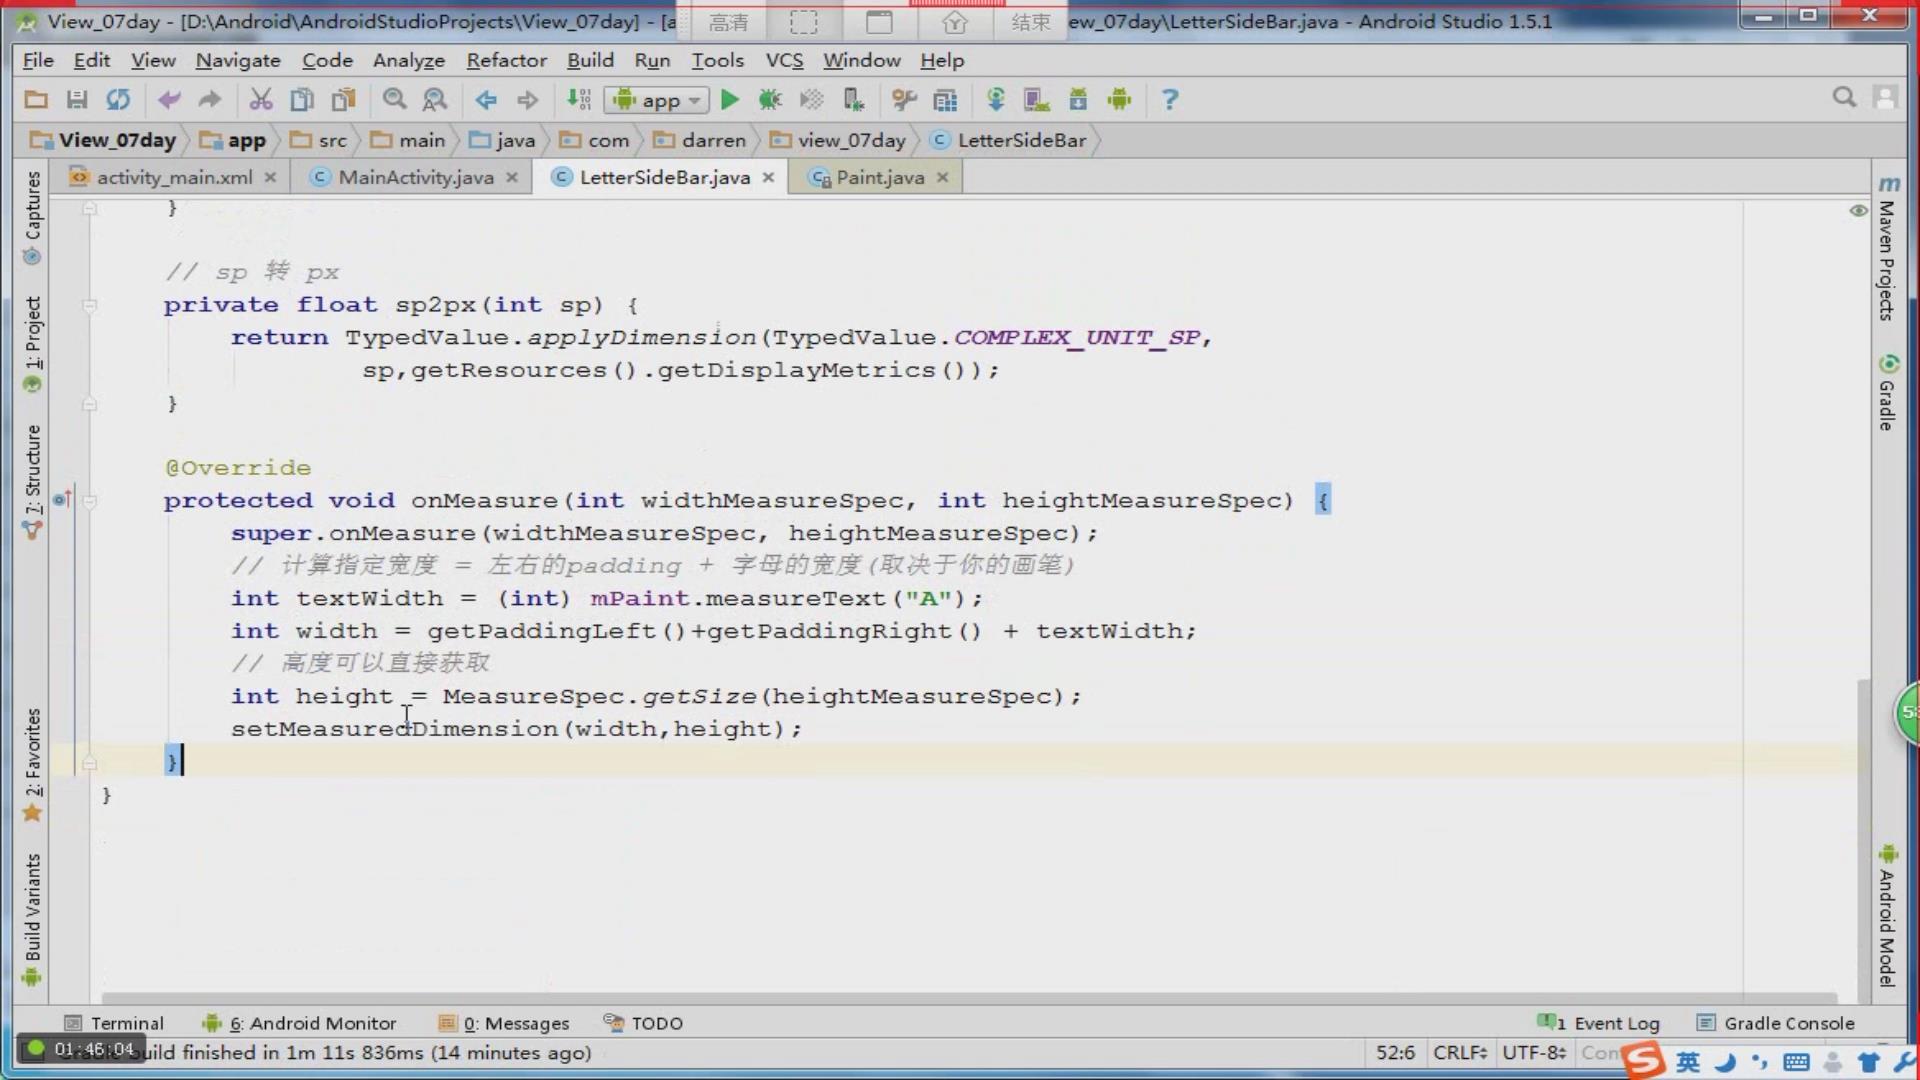 View_07day - [D:\Android\AndroidStudioProjects\View_07day] - [a
高清
结束
ew_07day\LetterSideBar.java - Android Studio 1.5.1
File Edit View Navigate Code Analyze Refactor Build Run Tools VCS Window Help
app
View_07day app src main java com darren view_07day LetterSideBar
activity_main.xml MainActivity.java LetterSideBar.java Paint.java
}
// sp 转 px
private float sp2px(int sp) {
return TypedValue.applyDimension(TypedValue.COMPLEX_UNIT_SP,
sp,getResources().getDisplayMetrics());
}
@Override
protected void onMeasure(int widthMeasureSpec, int heightMeasureSpec) {
super.onMeasure(widthMeasureSpec, heightMeasureSpec);
// 计算指定宽度 = 左右的padding + 字母的宽度(取决于你的画笔)
int textWidth = (int) mPaint.measureText("A");
int width = getPaddingLeft()+getPaddingRight() + textWidth;
// 高度可以直接获取
int height = MeasureSpec.getSize(heightMeasureSpec);
setMeasuredDimension(width,height);
}
}
Captures
1: Project
7: Structure
2: Favorites
Build Variants
m Maven Projects
Gradle
Android Model
Terminal 6: Android Monitor 0: Messages TODO
1 Event Log Gradle Console
01:46:04
build finished in 1m 11s 836ms (14 minutes ago)
52:6 CRLF UTF-8 Con
S 英